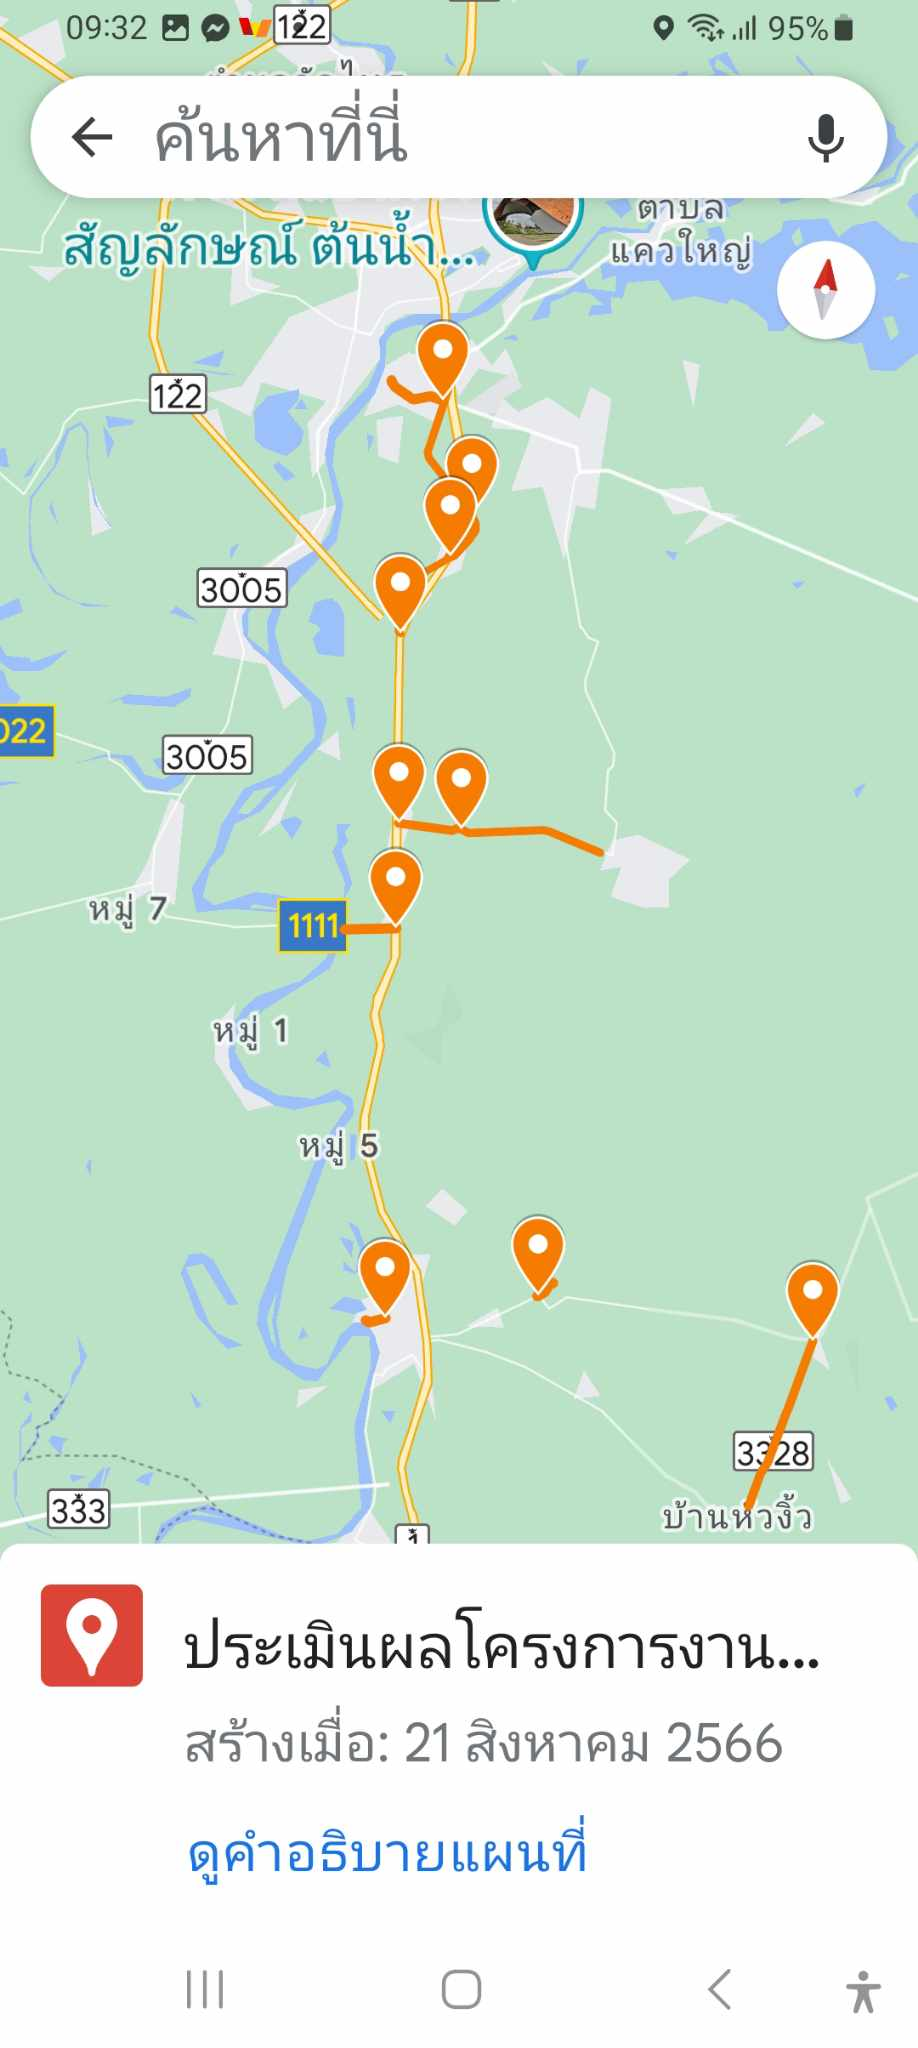 09:32
122
95%
ค้นหาที่นี่
ตำบล
แควใหญ่
สัญลักษณ์ ต้นน้ำ...
122
3005
022
3005
หมู่ 7
1111
หมู่ 1
หมู่ 5
3328
บ้านหัวงิ้ว
333
1
ประเมินผลโครงการงาน...
สร้างเมื่อ: 21 สิงหาคม 2566
ดูคำอธิบายแผนที่